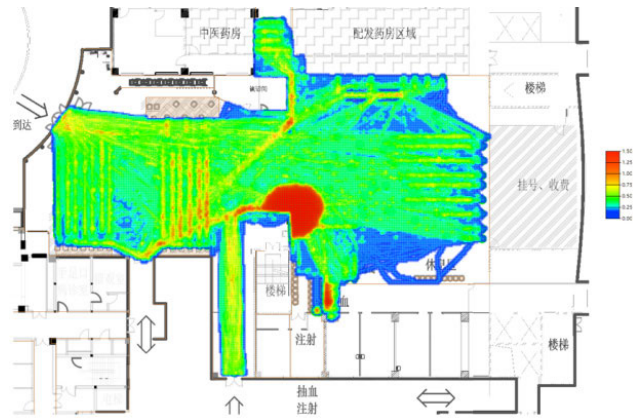 中医药房
配发药房区域
楼梯
到达
挂号、收费
1.50
1.25
1.00
0.75
0.50
0.25
0.00
楼梯
注射
楼梯
抽血
注射